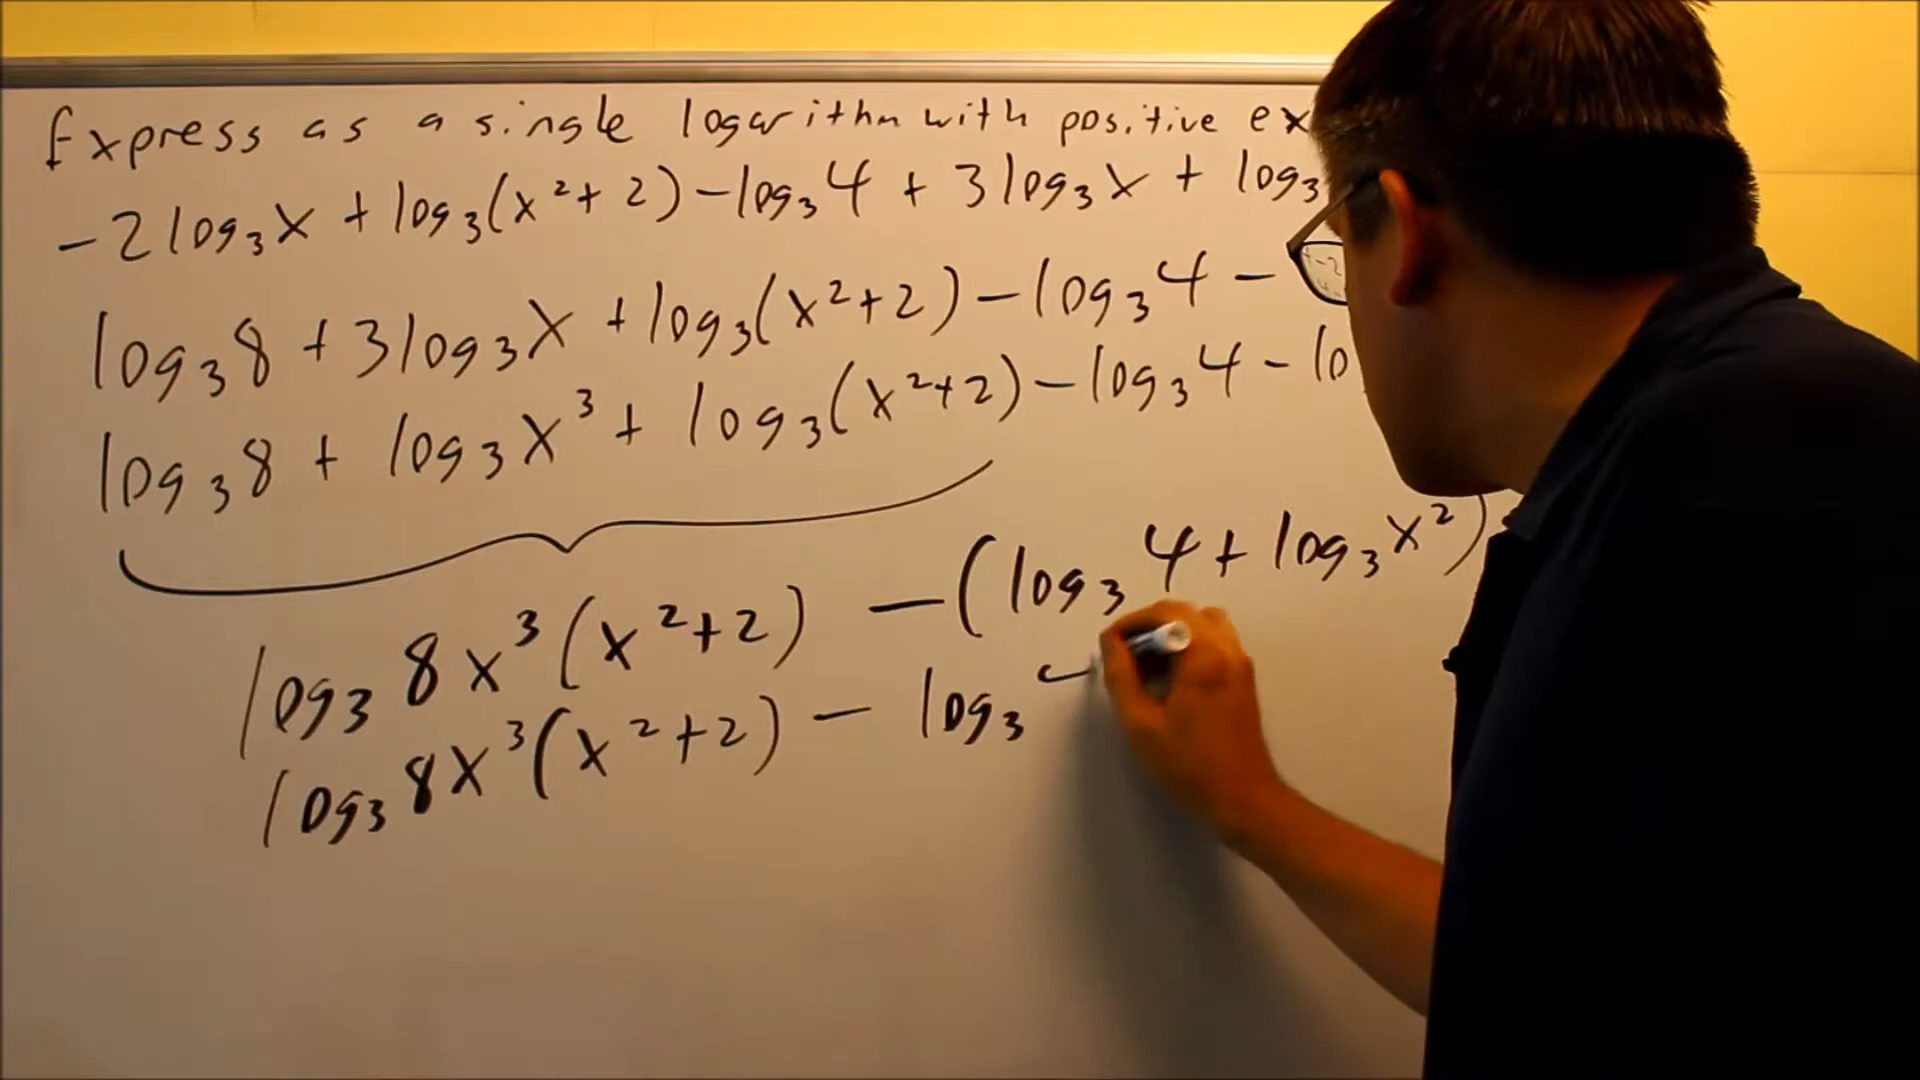 Express as a single logarithm with positive ex
-2log₃x + log₃(x²+2) - log₃4 + 3log₃x + log₃
log₃8 + 3log₃x + log₃(x²+2) - log₃4 -
log₃8 + log₃x³ + log₃(x²+2) - log₃4 - lo
log₃8x³(x²+2) - (log₃4 + log₃x²)
log₃8x³(x²+2) - log₃